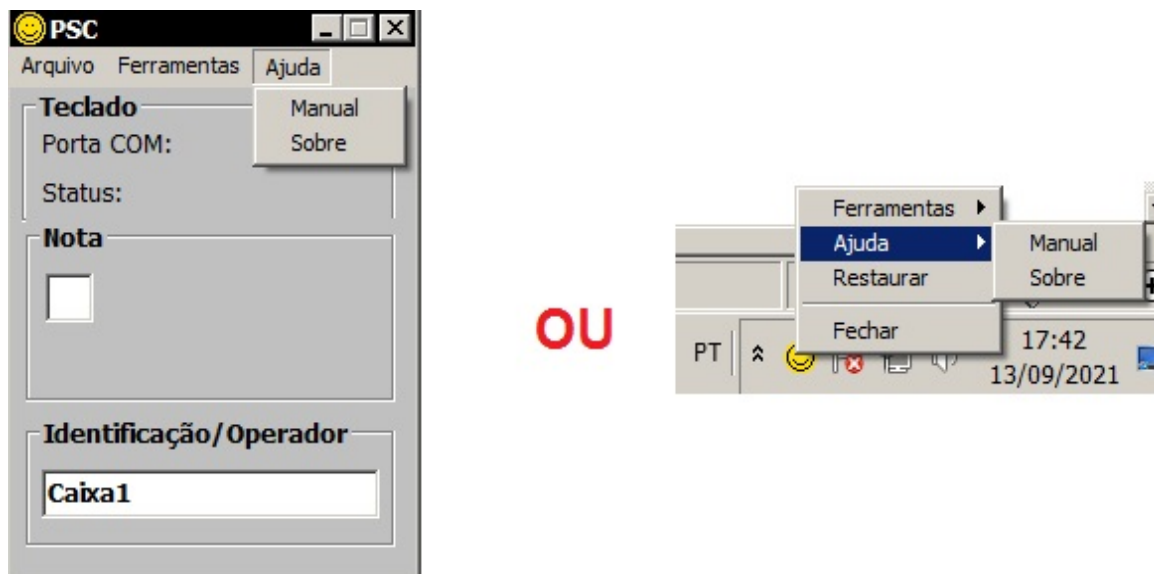 PSC
Arquivo Ferramentas Ajuda
Manual
Sobre
Teclado
Porta COM:
Status:
Nota
Identificação/Operador
Caixa1
OU
Ferramentas
Ajuda
Restaurar
Fechar
Manual
Sobre
PT
17:42
13/09/2021